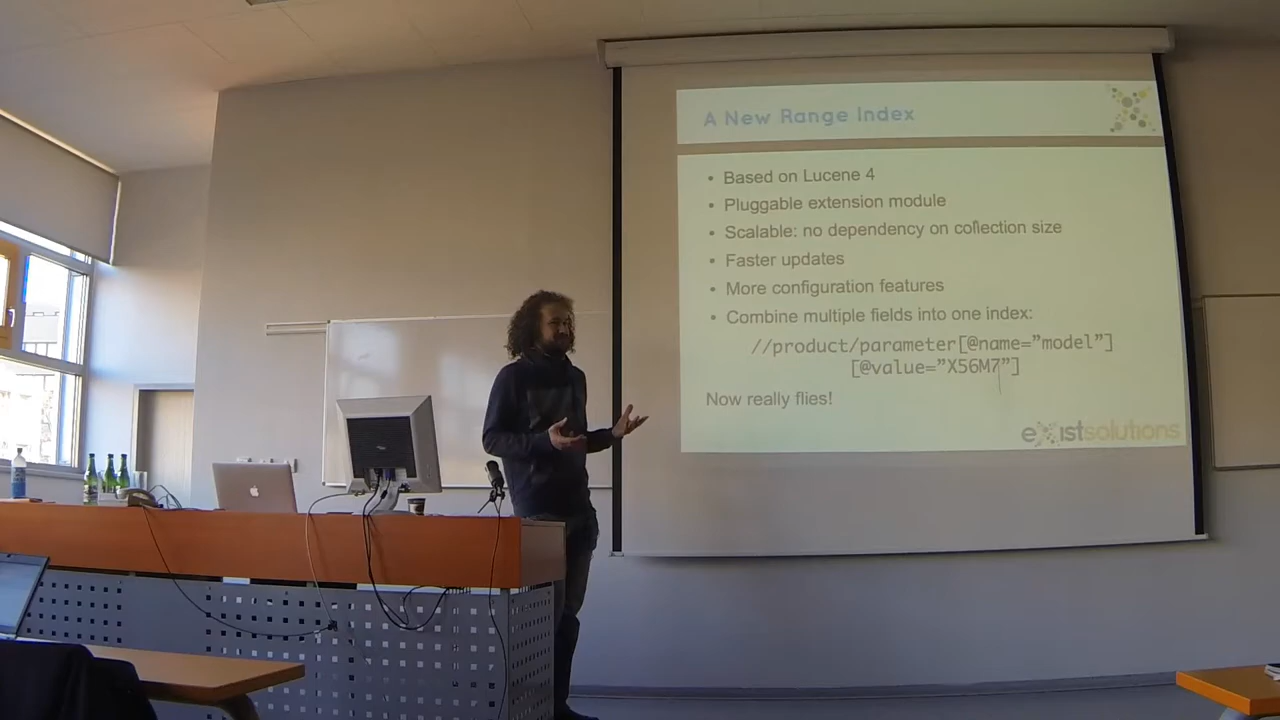 A New Range Index
• Based on Lucene 4
• Pluggable extension module
• Scalable: no dependency on collection size
• Faster updates
• More configuration features
• Combine multiple fields into one index:
//product/parameter[@name=”model”]
[@value=”X56M7”]
Now really flies!
existsolutions